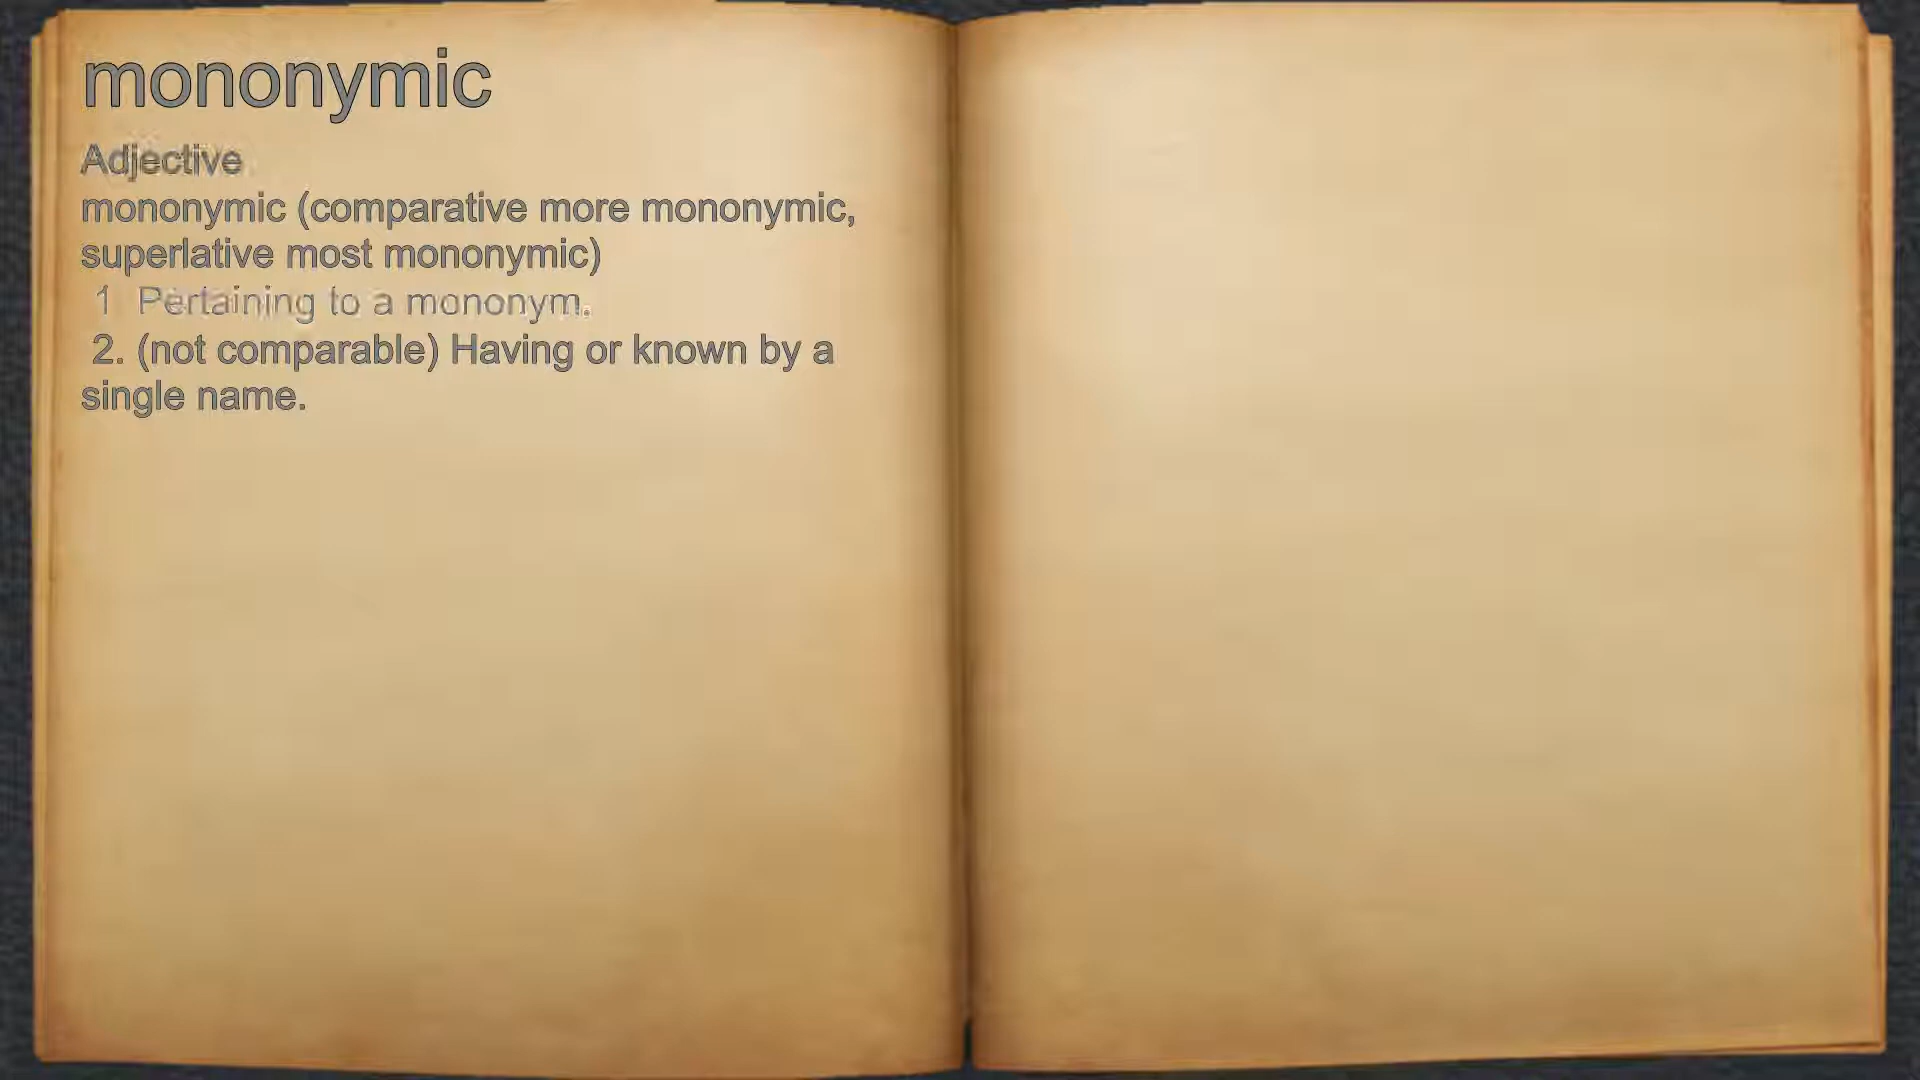 mononymic
Adjective
mononymic (comparative more mononymic,
superlative most mononymic)
1 Pertaining to a mononym.
2. (not comparable) Having or known by a
single name.